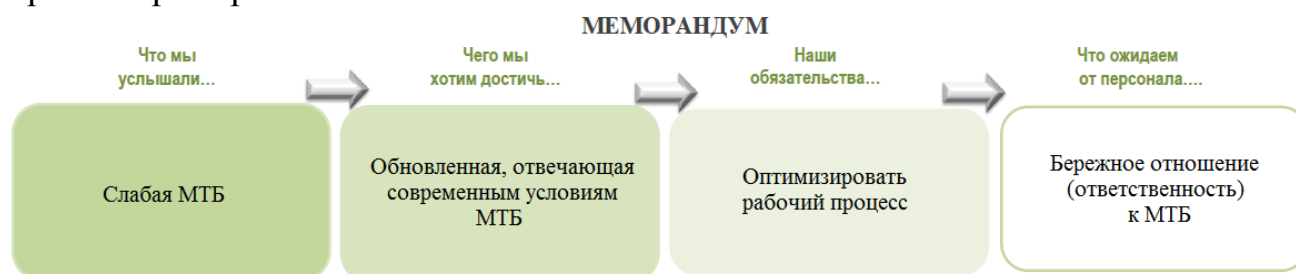 МЕМОРАНДУМ
Что мы
услышали...
Чего мы
хотим достичь...
Наши
обязательства...
Что ожидаем
от персонала....
Слабая МТБ
Обновленная, отвечающая
современным условиям
МТБ
Оптимизировать
рабочий процесс
Бережное отношение
(ответственность)
к МТБ